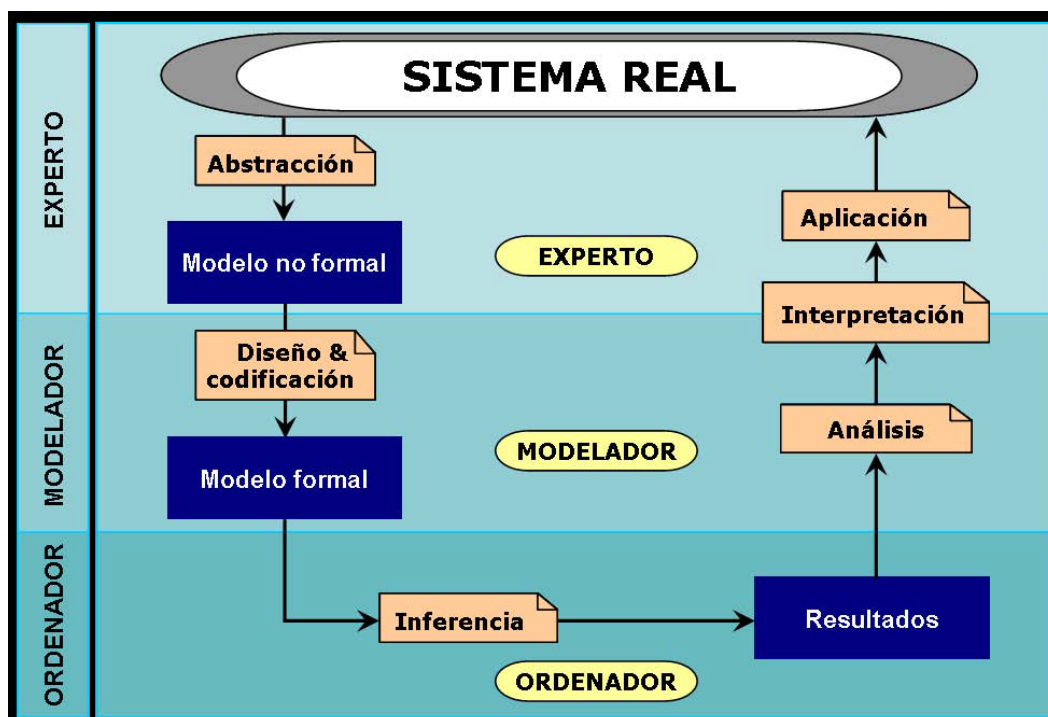 SISTEMA REAL
EXPERTO
Abstracción
Aplicación
Modelo no formal
EXPERTO
Interpretación
MODELADOR
Diseño &
codificación
Análisis
MODELADOR
Modelo formal
ORDENADOR
Inferencia
Resultados
ORDENADOR